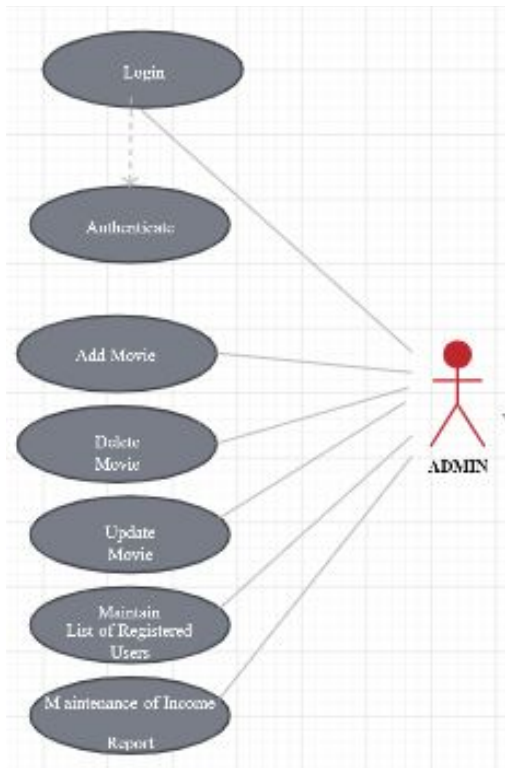 Login
Authenticate
Add Movie
Delete
Movie
ADMIN
Update
Movie
Maintain
List of Registered
Users
Maintenance of Income
Report